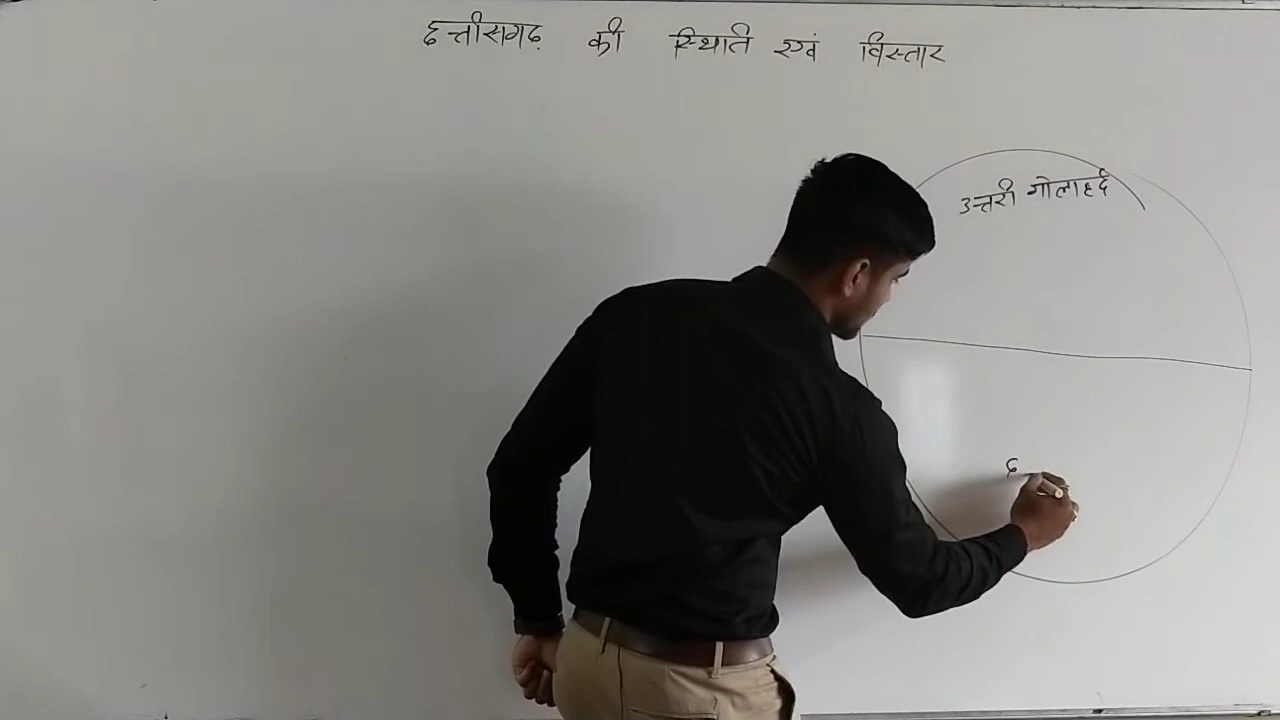 छत्तीसगढ़ की स्थिति एवं विस्तार
उत्तरी गोलार्ह्द
द